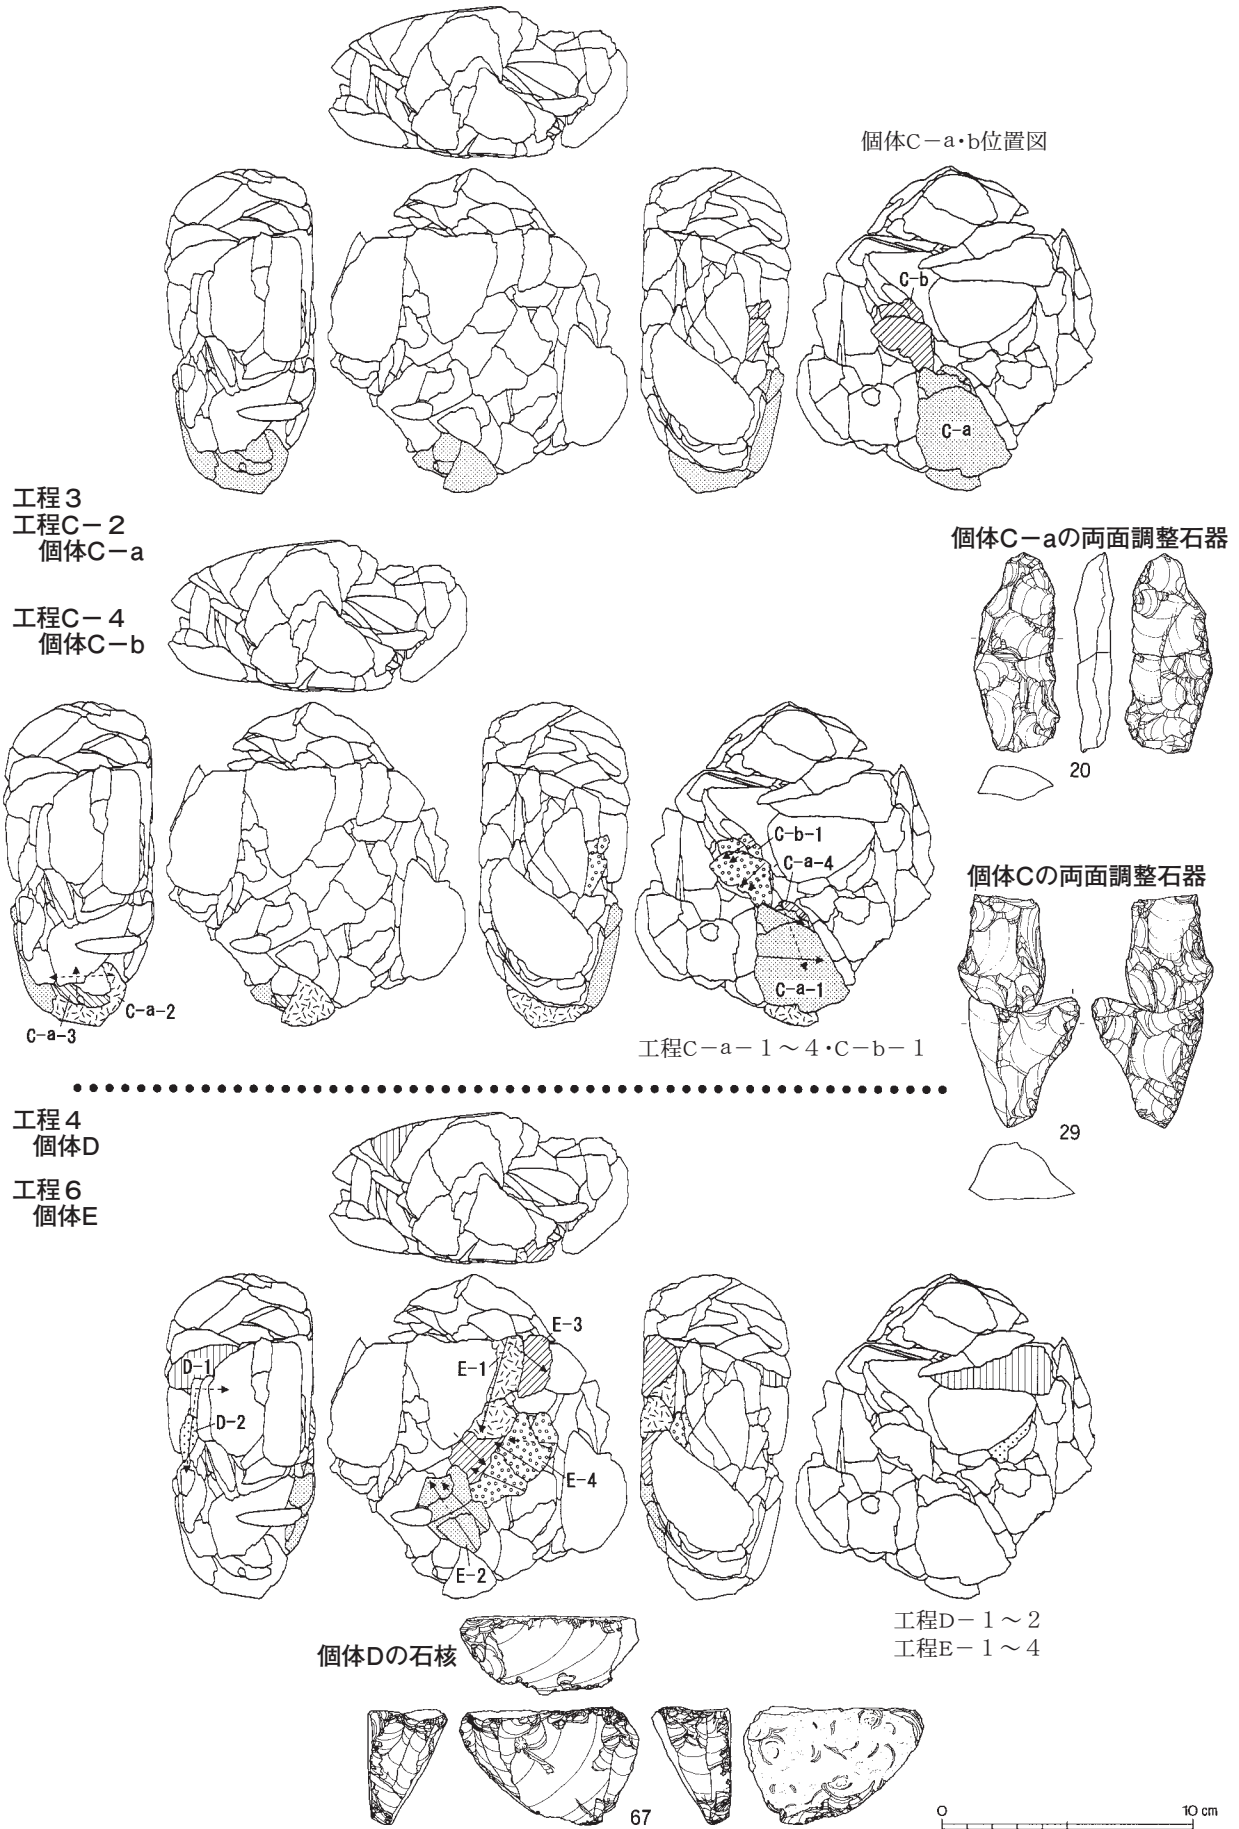 個体C－a・b位置図
C-b
C-a
工程３
工程C－２
個体C－a
工程C－４
個体C－b
個体C－aの両面調整石器
20
C-b-1
C-a-4
C-a-1
C-a-2
C-a-3
工程C－a－１～４・C－b－１
個体Cの両面調整石器
29
工程４
個体D
工程６
個体E
D-1
D-2
E-3
E-1
E-4
E-2
工程D－１～２
工程E－１～４
個体Dの石核
67
0 10 cm